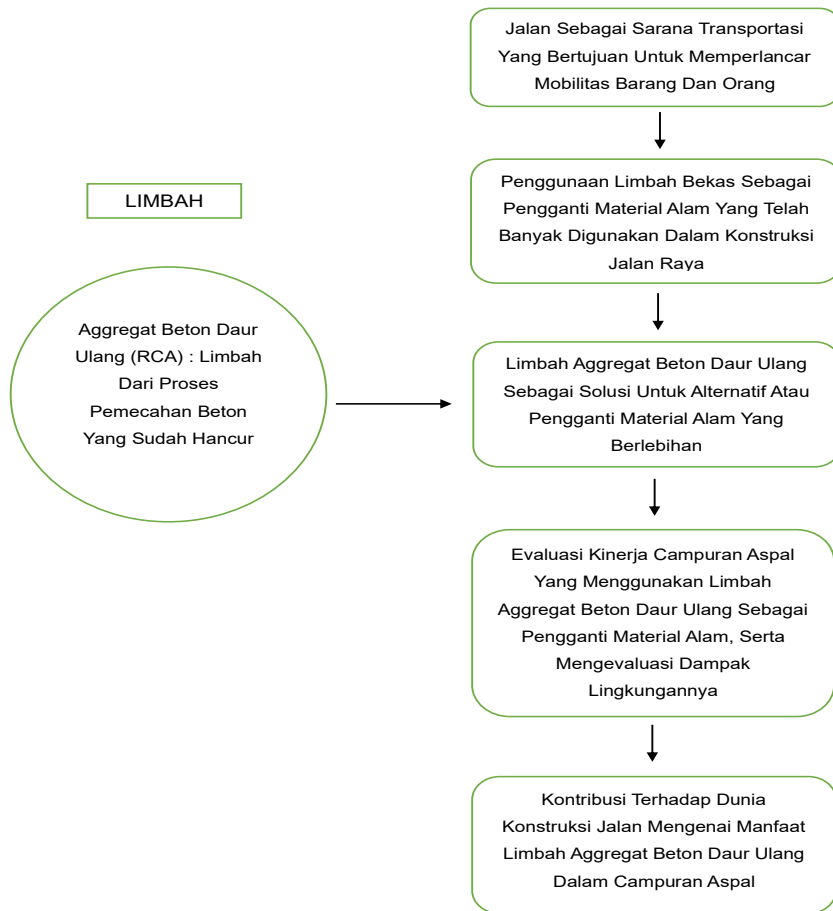 Jalan Sebagai Sarana Transportasi
Yang Bertujuan Untuk Memperlancar
Mobilitas Barang Dan Orang
Penggunaan Limbah Bekas Sebagai
Pengganti Material Alam Yang Telah
Banyak Digunakan Dalam Konstruksi
Jalan Raya
LIMBAH
Aggregat Beton Daur
Ulang (RCA) : Limbah
Dari Proses
Pemecahan Beton
Yang Sudah Hancur
Limbah Aggregat Beton Daur Ulang
Sebagai Solusi Untuk Alternatif Atau
Pengganti Material Alam Yang
Berlebihan
Evaluasi Kinerja Campuran Aspal
Yang Menggunakan Limbah
Aggregat Beton Daur Ulang Sebagai
Pengganti Material Alam, Serta
Mengevaluasi Dampak
Lingkungannya
Kontribusi Terhadap Dunia
Konstruksi Jalan Mengenai Manfaat
Limbah Aggregat Beton Daur Ulang
Dalam Campuran Aspal